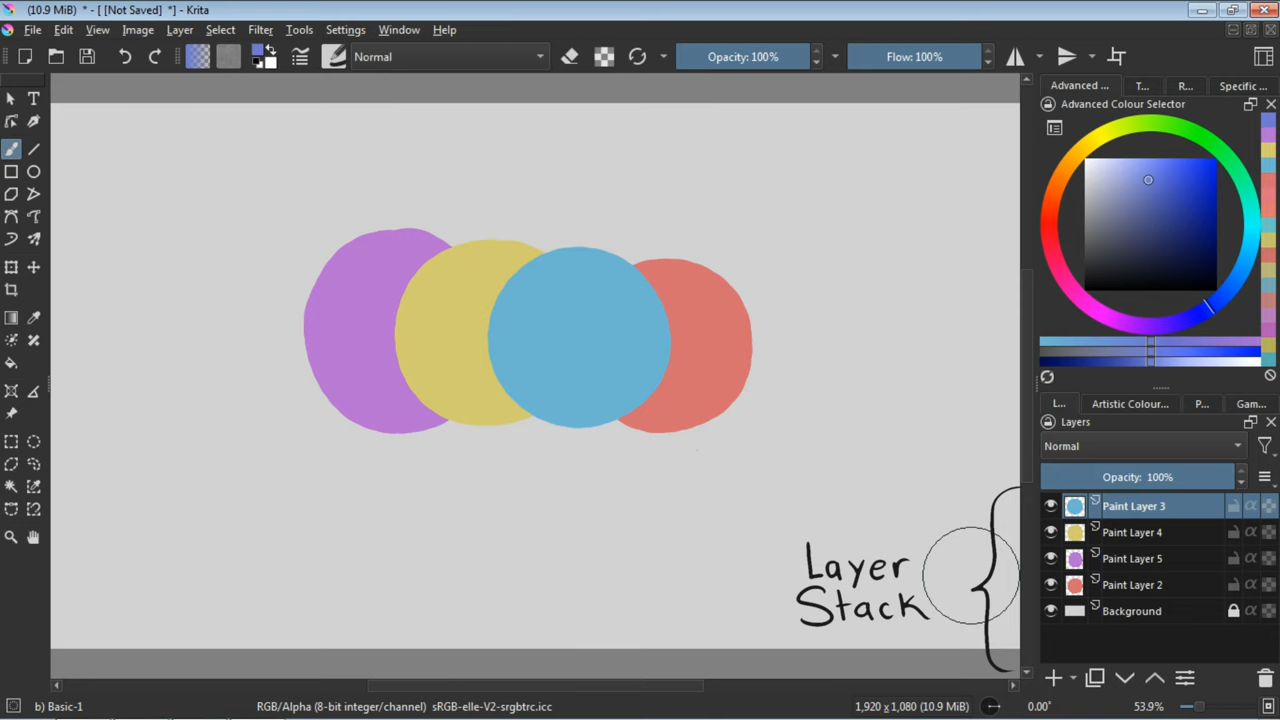 (10.9 MiB) * - [ [Not Saved] *] - Krita
File Edit View Image Layer Select Filter Tools Settings Window Help
Normal Opacity: 100% Flow: 100%
Advanced ... T... R... Specific ...
Advanced Colour Selector
L... Artistic Colour... P... Gam...
Layers
Normal
Opacity: 100%
Paint Layer 3
Paint Layer 4
Paint Layer 5
Paint Layer 2
Background
Layer
Stack
b) Basic-1 RGB/Alpha (8-bit integer/channel) sRGB-elle-V2-srgbtrc.icc 1,920 x 1,080 (10.9 MiB) 0.00° 53.9%